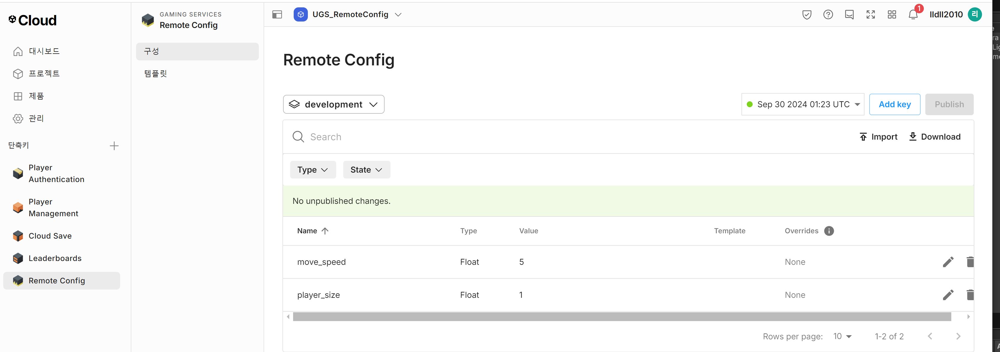 Cloud
대시보드
프로젝트
제품
관리
단축키
Player
Authentication
Player
Management
Cloud Save
Leaderboards
Remote Config
GAMING SERVICES
Remote Config
구성
템플릿
UGS_RemoteConfig
1
lldll2010
리
Remote Config
development
Sep 30 2024 01:23 UTC
Add key
Publish
Search
Import
Download
Type
State
No unpublished changes.
Name Type Value Template Overrides
move_speed Float 5 None
player_size Float 1 None
Rows per page: 10 1-2 of 2